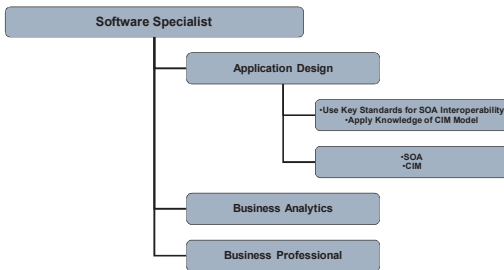 Software Specialist
Application Design
•Use Key Standards for SOA Interoperability
•Apply Knowledge of CIM Model
•SOA
•CIM
Business Analytics
Business Professional